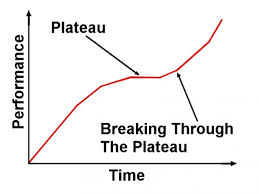 Plateau
Performance
Breaking Through
The Plateau
Time